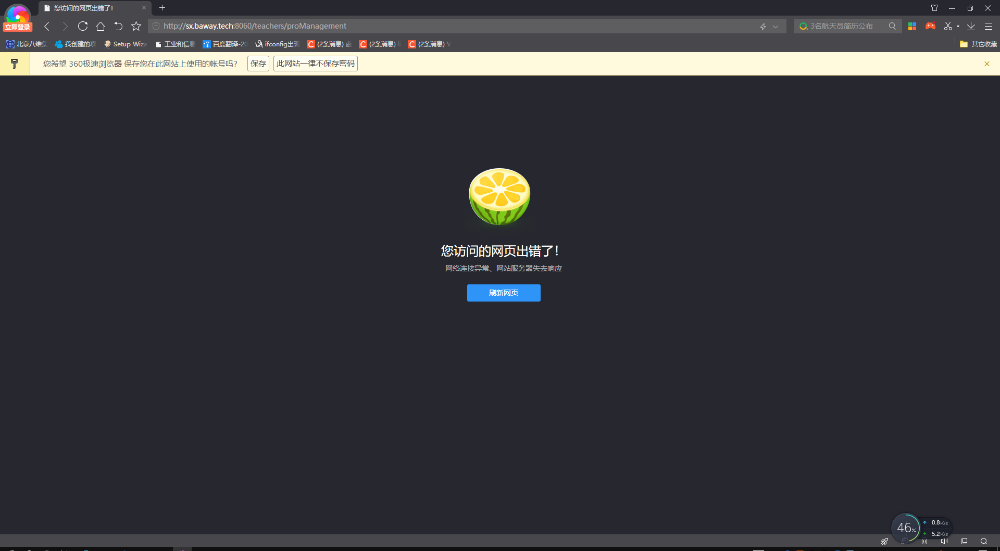 您访问的网页出错了!
立即登录
http://sx.baway.tech:8060/teachers/proManagement
3名航天员简历公布
北京八维集
我创建的项
Setup Wiza
工业和信息
百度翻译-20
ifconfig出现
(2条消息) 虚
(2条消息)
(2条消息) V
其它收藏
您希望 360极速浏览器 保存您在此网站上使用的帐号吗?
保存
此网站一律不保存密码
您访问的网页出错了!
网络连接异常、网站服务器失去响应
刷新网页
46%
0.8K/s
5.2K/s